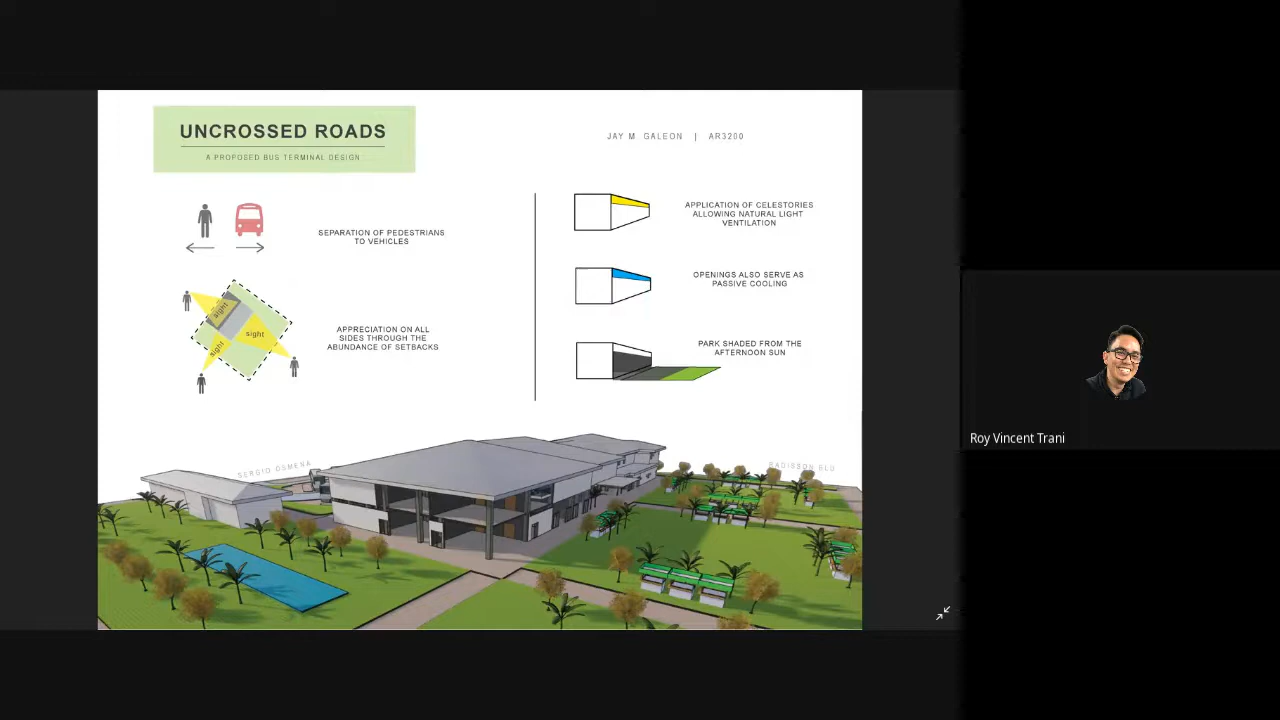 UNCROSSED ROADS
A PROPOSED BUS TERMINAL DESIGN
JAY M GALEON | AR3200
SEPARATION OF PEDESTRIANS
TO VEHICLES
sight
sight
sight
APPRECIATION ON ALL
SIDES THROUGH THE
ABUNDANCE OF SETBACKS
APPLICATION OF CELESTORIES
ALLOWING NATURAL LIGHT
VENTILATION
OPENINGS ALSO SERVE AS
PASSIVE COOLING
PARK SHADED FROM THE
AFTERNOON SUN
SERGIO OSMENA
RADISSON BLU
Roy Vincent Trani